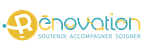 Rénovation
SOUTENIR ACCOMPAGNER SOIGNER